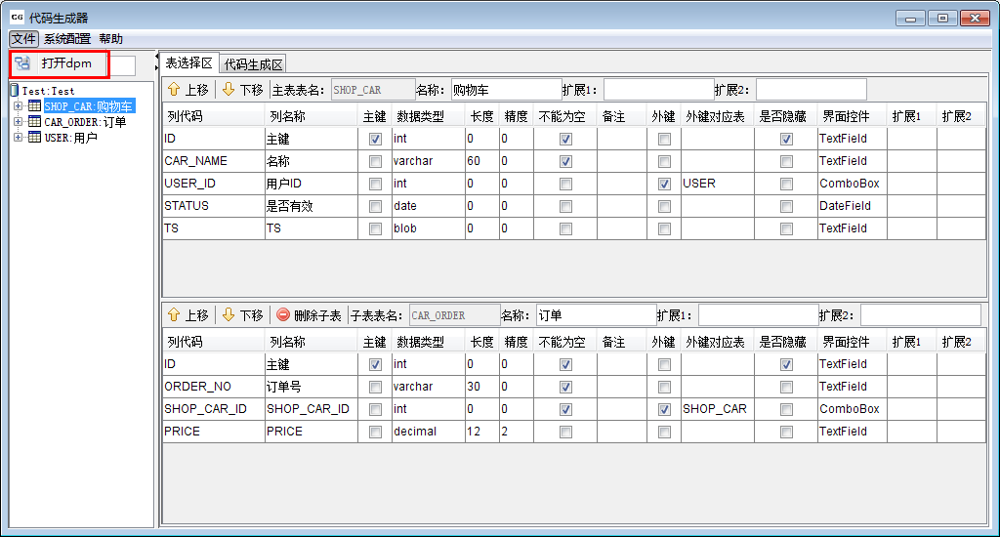 CG 代码生成器
文件 系统配置 帮助
打开dpm
Test:Test
SHOP_CAR:购物车
CAR_ORDER:订单
USER:用户
表选择区 代码生成区
上移 下移 主表表名: SHOP_CAR 名称: 购物车 扩展1: 扩展2:
列代码 列名称 主键 数据类型 长度 精度 不能为空 备注 外键 外键对应表 是否隐藏 界面控件 扩展1 扩展2
ID 主键 int 0 0 TextField
CAR_NAME 名称 varchar 60 0 TextField
USER_ID 用户ID int 0 0 USER ComboBox
STATUS 是否有效 date 0 0 DateField
TS TS blob 0 0 TextField
上移 下移 删除子表 子表表名: CAR_ORDER 名称: 订单 扩展1: 扩展2:
列代码 列名称 主键 数据类型 长度 精度 不能为空 备注 外键 外键对应表 是否隐藏 界面控件 扩展1 扩展2
ID 主键 int 0 0 TextField
ORDER_NO 订单号 varchar 30 0 TextField
SHOP_CAR_ID SHOP_CAR_ID int 0 0 SHOP_CAR ComboBox
PRICE PRICE decimal 12 2 TextField